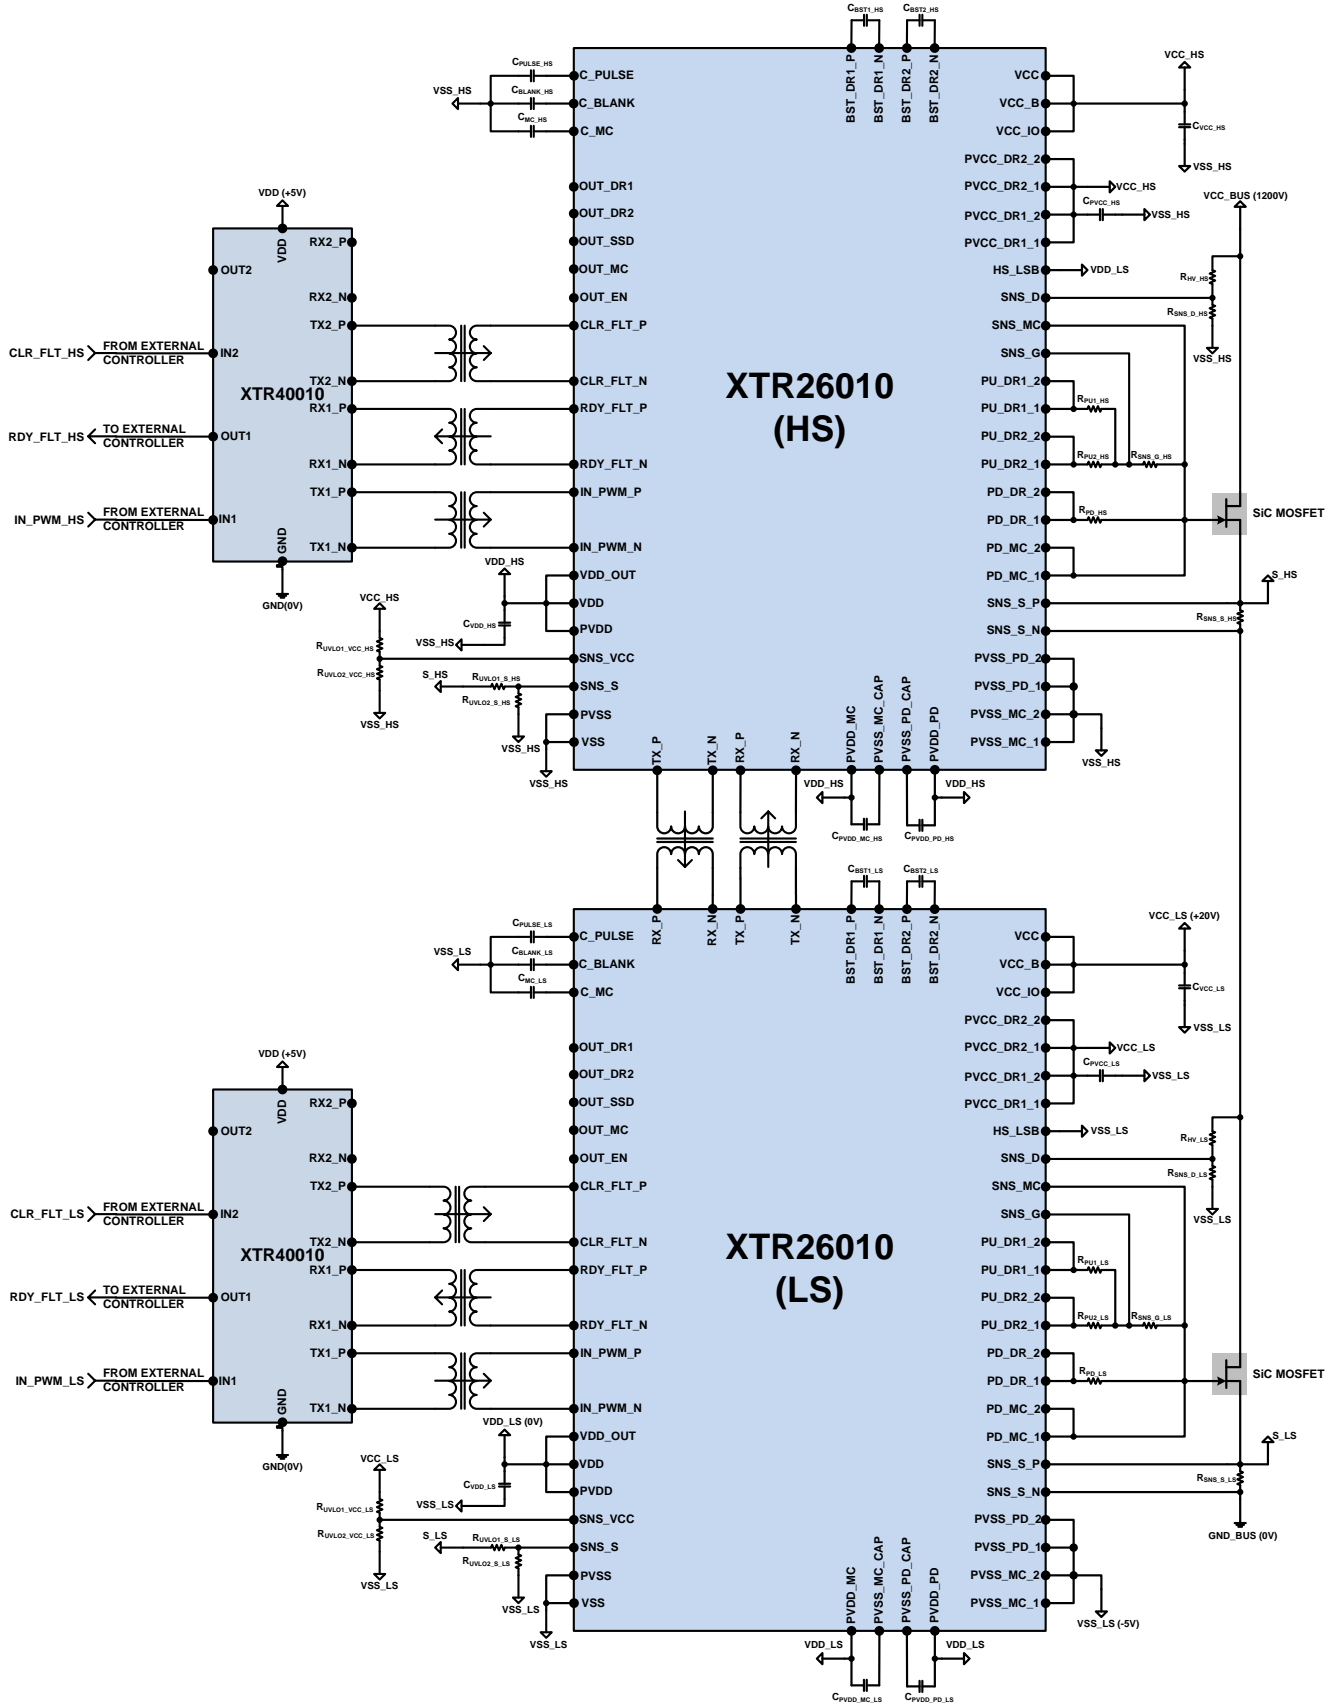 CBST1_HS
CBST2_HS
BST_DR1_P
BST_DR1_N
BST_DR2_P
BST_DR2_N
VSS_HS
CPULSE_HS
CBLANK_HS
CMC_HS
C_PULSE
C_BLANK
C_MC
OUT_DR1
OUT_DR2
OUT_SSD
OUT_MC
OUT_EN
CLR_FLT_P
CLR_FLT_N
RDY_FLT_P
RDY_FLT_N
IN_PWM_P
IN_PWM_N
VDD_OUT
VDD
PVDD
SNS_VCC
SNS_S
PVSS
VSS
XTR26010
(HS)
VCC
VCC_B
VCC_IO
PVCC_DR2_2
PVCC_DR2_1
PVCC_DR1_2
PVCC_DR1_1
HS_LSB
SNS_D
SNS_MC
SNS_G
PU_DR1_2
PU_DR1_1
PU_DR2_2
PU_DR2_1
PD_DR_2
PD_DR_1
PD_MC_2
PD_MC_1
SNS_S_P
SNS_S_N
PVSS_PD_2
PVSS_PD_1
PVSS_MC_2
PVSS_MC_1
VCC_HS
CVCC_HS
VSS_HS
VCC_HS
CPVCC_HS
VSS_HS
VCC_BUS (1200V)
VDD_LS
RHV_HS
RSNS_D_HS
VSS_HS
RPU1_HS
RPU2_HS
RSNS_G_HS
RPD_HS
SiC MOSFET
S_HS
RSNS_S_HS
VSS_HS
VDD (+5V)
VDD
RX2_P
OUT2
RX2_N
TX2_P
CLR_FLT_HS
FROM EXTERNAL
CONTROLLER
IN2
TX2_N
XTR40010
RX1_P
RDY_FLT_HS
TO EXTERNAL
CONTROLLER
OUT1
RX1_N
TX1_P
IN_PWM_HS
FROM EXTERNAL
CONTROLLER
IN1
TX1_N
GND
GND(0V)
VDD_HS
CVDD_HS
VSS_HS
VCC_HS
RUVLO1_VCC_HS
RUVLO2_VCC_HS
VSS_HS
S_HS
RUVLO1_S_HS
RUVLO2_S_HS
VSS_HS
VSS_HS
TX_P
TX_N
RX_P
RX_N
PVDD_MC
PVSS_MC_CAP
PVSS_PD_CAP
PVDD_PD
VDD_HS
VDD_HS
CPVDD_MC_HS
CPVDD_PD_HS
CBST1_LS
CBST2_LS
RX_P
RX_N
TX_P
TX_N
BST_DR1_P
BST_DR1_N
BST_DR2_P
BST_DR2_N
VSS_LS
CPULSE_LS
CBLANK_LS
CMC_LS
C_PULSE
C_BLANK
C_MC
OUT_DR1
OUT_DR2
OUT_SSD
OUT_MC
OUT_EN
CLR_FLT_P
CLR_FLT_N
RDY_FLT_P
RDY_FLT_N
IN_PWM_P
IN_PWM_N
VDD_OUT
VDD
PVDD
SNS_VCC
SNS_S
PVSS
VSS
XTR26010
(LS)
VCC
VCC_B
VCC_IO
PVCC_DR2_2
PVCC_DR2_1
PVCC_DR1_2
PVCC_DR1_1
HS_LSB
SNS_D
SNS_MC
SNS_G
PU_DR1_2
PU_DR1_1
PU_DR2_2
PU_DR2_1
PD_DR_2
PD_DR_1
PD_MC_2
PD_MC_1
SNS_S_P
SNS_S_N
PVSS_PD_2
PVSS_PD_1
PVSS_MC_2
PVSS_MC_1
VCC_LS (+20V)
CVCC_LS
VSS_LS
VCC_LS
CPVCC_LS
VSS_LS
VSS_LS
RHV_LS
RSNS_D_LS
VSS_LS
RPU1_LS
RPU2_LS
RSNS_G_LS
RPD_LS
SiC MOSFET
S_LS
RSNS_S_LS
GND_BUS (0V)
VSS_LS (-5V)
VDD (+5V)
VDD
RX2_P
OUT2
RX2_N
TX2_P
CLR_FLT_LS
FROM EXTERNAL
CONTROLLER
IN2
TX2_N
XTR40010
RX1_P
RDY_FLT_LS
TO EXTERNAL
CONTROLLER
OUT1
RX1_N
TX1_P
IN_PWM_LS
FROM EXTERNAL
CONTROLLER
IN1
TX1_N
GND
GND(0V)
VDD_LS (0V)
CVDD_LS
VSS_LS
VCC_LS
RUVLO1_VCC_LS
RUVLO2_VCC_LS
VSS_LS
S_LS
RUVLO1_S_LS
RUVLO2_S_LS
VSS_LS
VSS_LS
PVDD_MC
PVSS_MC_CAP
PVSS_PD_CAP
PVDD_PD
VDD_LS
VDD_LS
CPVDD_MC_LS
CPVDD_PD_LS